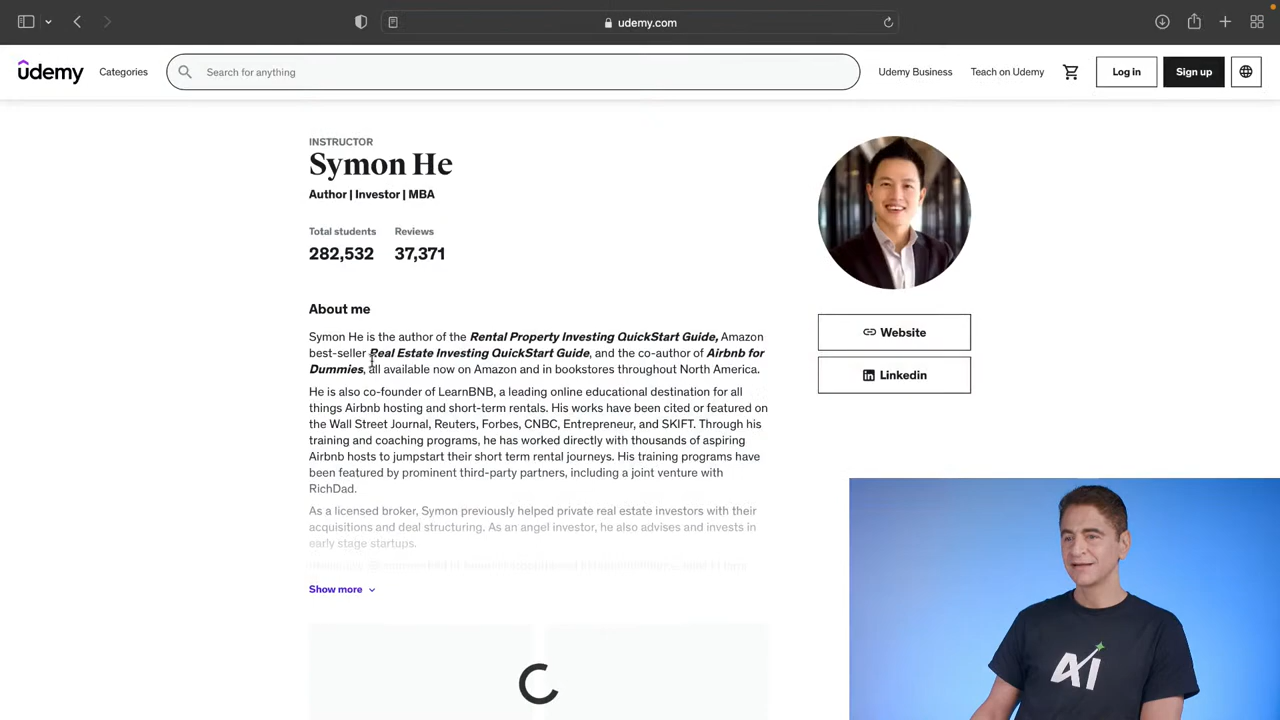 udemy.com
udemy
Categories
Search for anything
Udemy Business
Teach on Udemy
Log in
Sign up
INSTRUCTOR
Symon He
Author | Investor | MBA
Total students
Reviews
282,532
37,371
About me
Symon He is the author of the Rental Property Investing QuickStart Guide, Amazon
best-seller Real Estate Investing QuickStart Guide, and the co-author of Airbnb for
Dummies, all available now on Amazon and in bookstores throughout North America.
He is also co-founder of LearnBNB, a leading online educational destination for all
things Airbnb hosting and short-term rentals. His works have been cited or featured on
the Wall Street Journal, Reuters, Forbes, CNBC, Entrepreneur, and SKIFT. Through his
training and coaching programs, he has worked directly with thousands of aspiring
Airbnb hosts to jumpstart their short term rental journeys. His training programs have
been featured by prominent third-party partners, including a joint venture with
RichDad.
As a licensed broker, Symon previously helped private real estate investors with their
acquisitions and deal structuring. As an angel investor, he also advises and invests in
early stage startups.
Show more
Website
Linkedin
AI